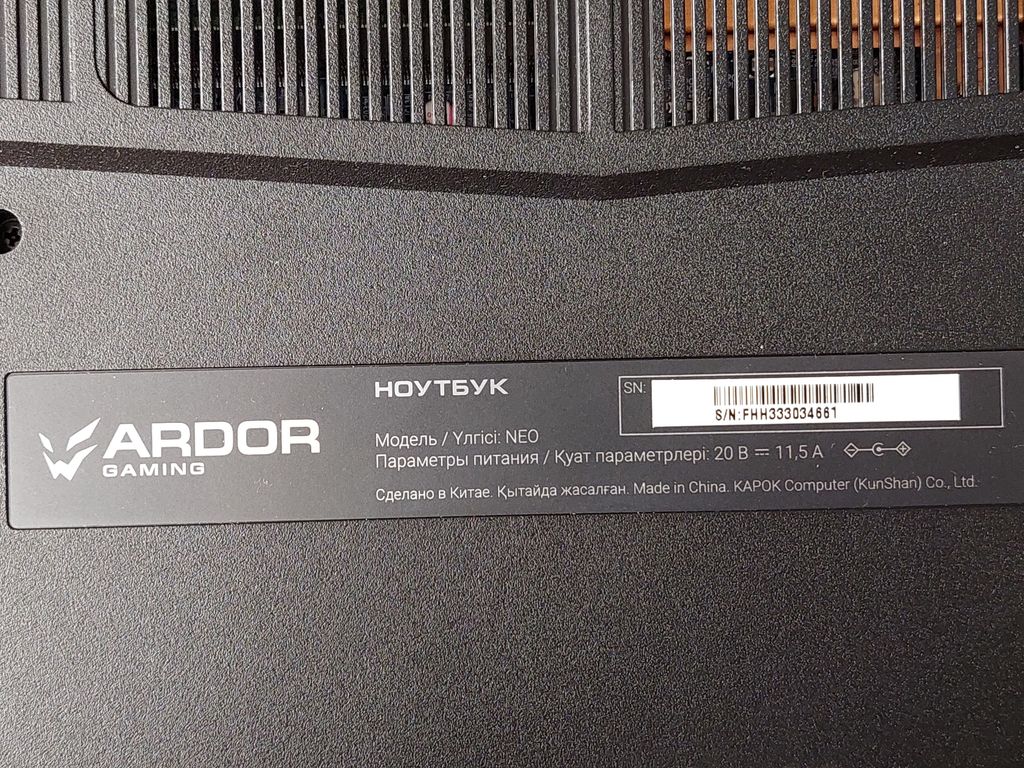 ARDOR
GAMING
НОУТБУК
Модель / Үлгісі: NEO
Параметры питания / Қуат параметрлері: 20 В ⎓ 11,5 А
Сделано в Китае. Қытайда жасалған. Made in China. KAPOK Computer (KunShan) Co., Ltd.
SN:
S/N:FHH333034661